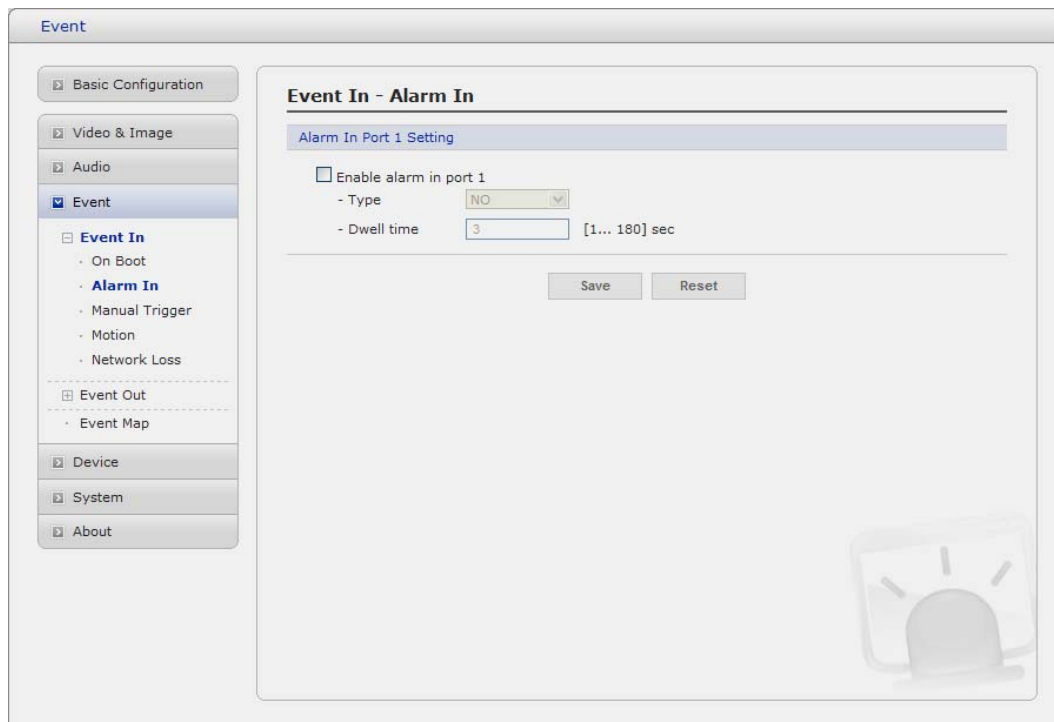 Event
Basic Configuration
Video & Image
Audio
Event
Event In
On Boot
Alarm In
Manual Trigger
Motion
Network Loss
Event Out
Event Map
Device
System
About
Event In - Alarm In
Alarm In Port 1 Setting
Enable alarm in port 1
- Type NO
- Dwell time 3 [1... 180] sec
Save Reset